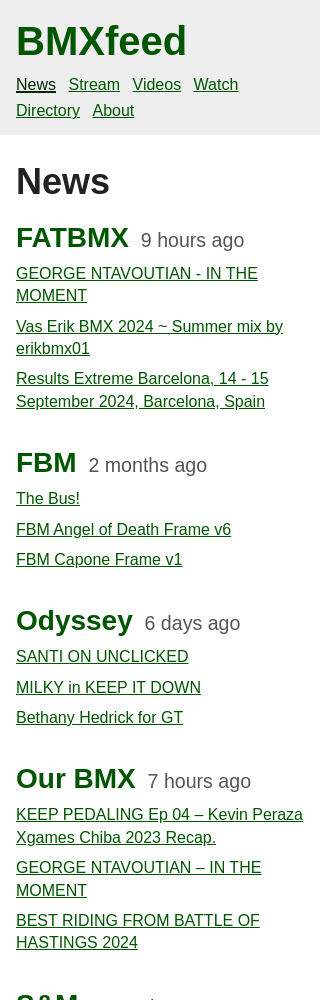 BMXfeed
News Stream Videos Watch
Directory About
News
FATBMX 9 hours ago
GEORGE NTAVOUTIAN - IN THE
MOMENT
Vas Erik BMX 2024 ~ Summer mix by
erikbmx01
Results Extreme Barcelona, 14 - 15
September 2024, Barcelona, Spain
FBM 2 months ago
The Bus!
FBM Angel of Death Frame v6
FBM Capone Frame v1
Odyssey 6 days ago
SANTI ON UNCLICKED
MILKY in KEEP IT DOWN
Bethany Hedrick for GT
Our BMX 7 hours ago
KEEP PEDALING Ep 04 – Kevin Peraza
Xgames Chiba 2023 Recap.
GEORGE NTAVOUTIAN – IN THE
MOMENT
BEST RIDING FROM BATTLE OF
HASTINGS 2024